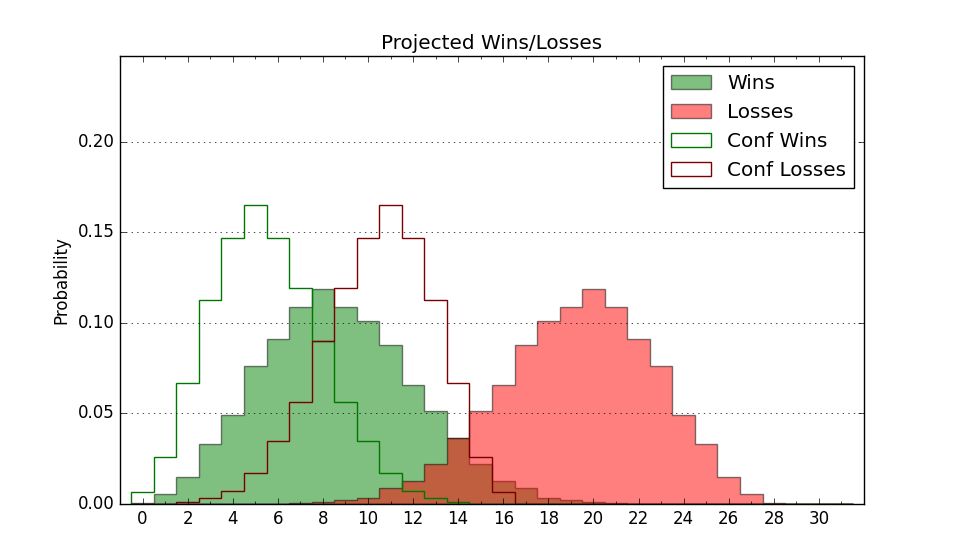 Projected Wins/Losses
Wins
Losses
Conf Wins
Conf Losses
Probability
0.20
0.15
0.10
0.05
0.00
0 2 4 6 8 10 12 14 16 18 20 22 24 26 28 30